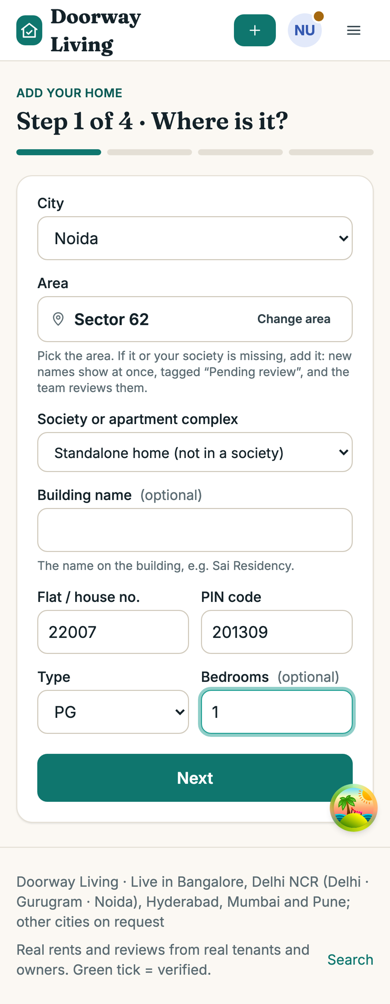 Doorway
Living
+
NU
ADD YOUR HOME
Step 1 of 4 · Where is it?
City
Noida
Area
Sector 62
Change area
Pick the area. If it or your society is missing, add it: new
names show at once, tagged “Pending review”, and the
team reviews them.
Society or apartment complex
Standalone home (not in a society)
Building name (optional)
The name on the building, e.g. Sai Residency.
Flat / house no. PIN code
22007 201309
Type Bedrooms (optional)
PG 1
Next
Doorway Living · Live in Bangalore, Delhi NCR (Delhi ·
Gurugram · Noida), Hyderabad, Mumbai and Pune;
other cities on request
Real rents and reviews from real tenants and
owners. Green tick = verified.
Search